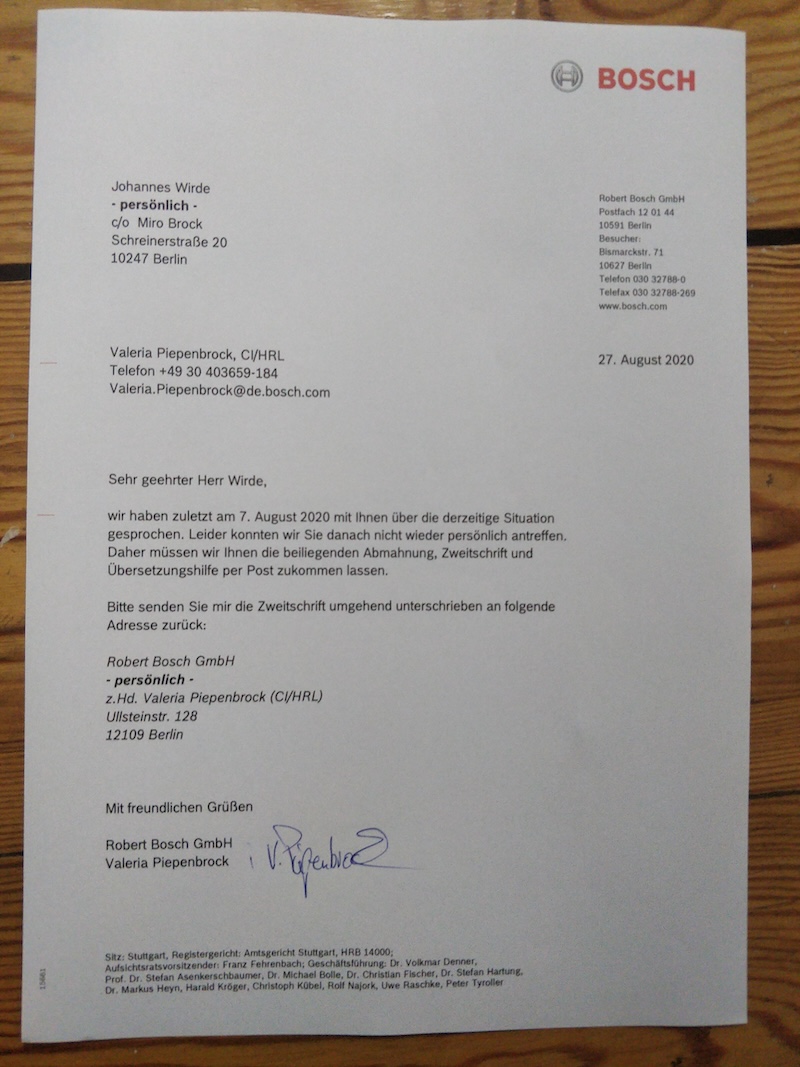 BOSCH
Johannes Wirde
- persönlich -
c/o Miro Brock
Schreinerstraße 20
10247 Berlin
Robert Bosch GmbH
Postfach 12 01 44
10591 Berlin
Besucher:
Bismarckstr. 71
10627 Berlin
Telefon 030 32788-0
Telefax 030 32788-269
www.bosch.com
Valeria Piepenbrock, CI/HRL
Telefon +49 30 403659-184
Valeria.Piepenbrock@de.bosch.com
27. August 2020
Sehr geehrter Herr Wirde,
wir haben zuletzt am 7. August 2020 mit Ihnen über die derzeitige Situation
gesprochen. Leider konnten wir Sie danach nicht wieder persönlich antreffen.
Daher müssen wir Ihnen die beiliegenden Abmahnung, Zweitschrift und
Übersetzungshilfe per Post zukommen lassen.
Bitte senden Sie mir die Zweitschrift umgehend unterschrieben an folgende
Adresse zurück:
Robert Bosch GmbH
- persönlich -
z.Hd. Valeria Piepenbrock (CI/HRL)
Ullsteinstr. 128
12109 Berlin
Mit freundlichen Grüßen
Robert Bosch GmbH
Valeria Piepenbrock
V. Piepenbrock
Sitz: Stuttgart, Registergericht: Amtsgericht Stuttgart, HRB 14000;
Aufsichtsratsvorsitzender: Franz Fehrenbach; Geschäftsführung: Dr. Volkmar Denner,
Prof. Dr. Stefan Asenkerschbaumer, Dr. Michael Bolle, Dr. Christian Fischer, Dr. Stefan Hartung,
Dr. Markus Heyn, Harald Kröger, Christoph Kübel, Rolf Najork, Uwe Raschke, Peter Tyroller